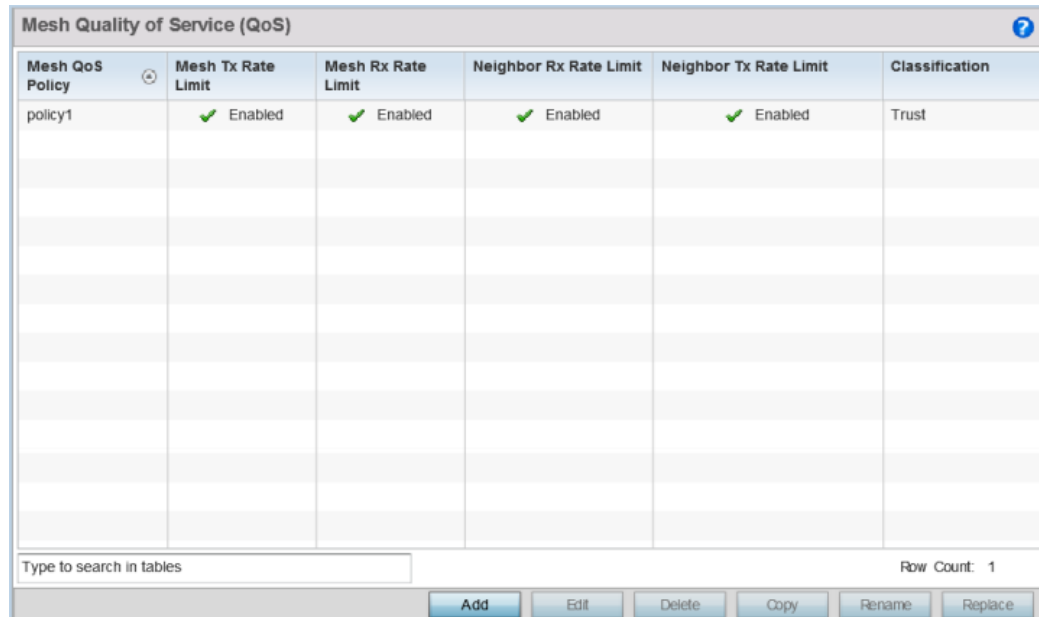 Mesh Quality of Service (QoS)
?
Mesh QoS Policy
Mesh Tx Rate Limit
Mesh Rx Rate Limit
Neighbor Rx Rate Limit
Neighbor Tx Rate Limit
Classification
policy1
Enabled
Enabled
Enabled
Enabled
Trust
Type to search in tables
Row Count: 1
Add
Edit
Delete
Copy
Rename
Replace